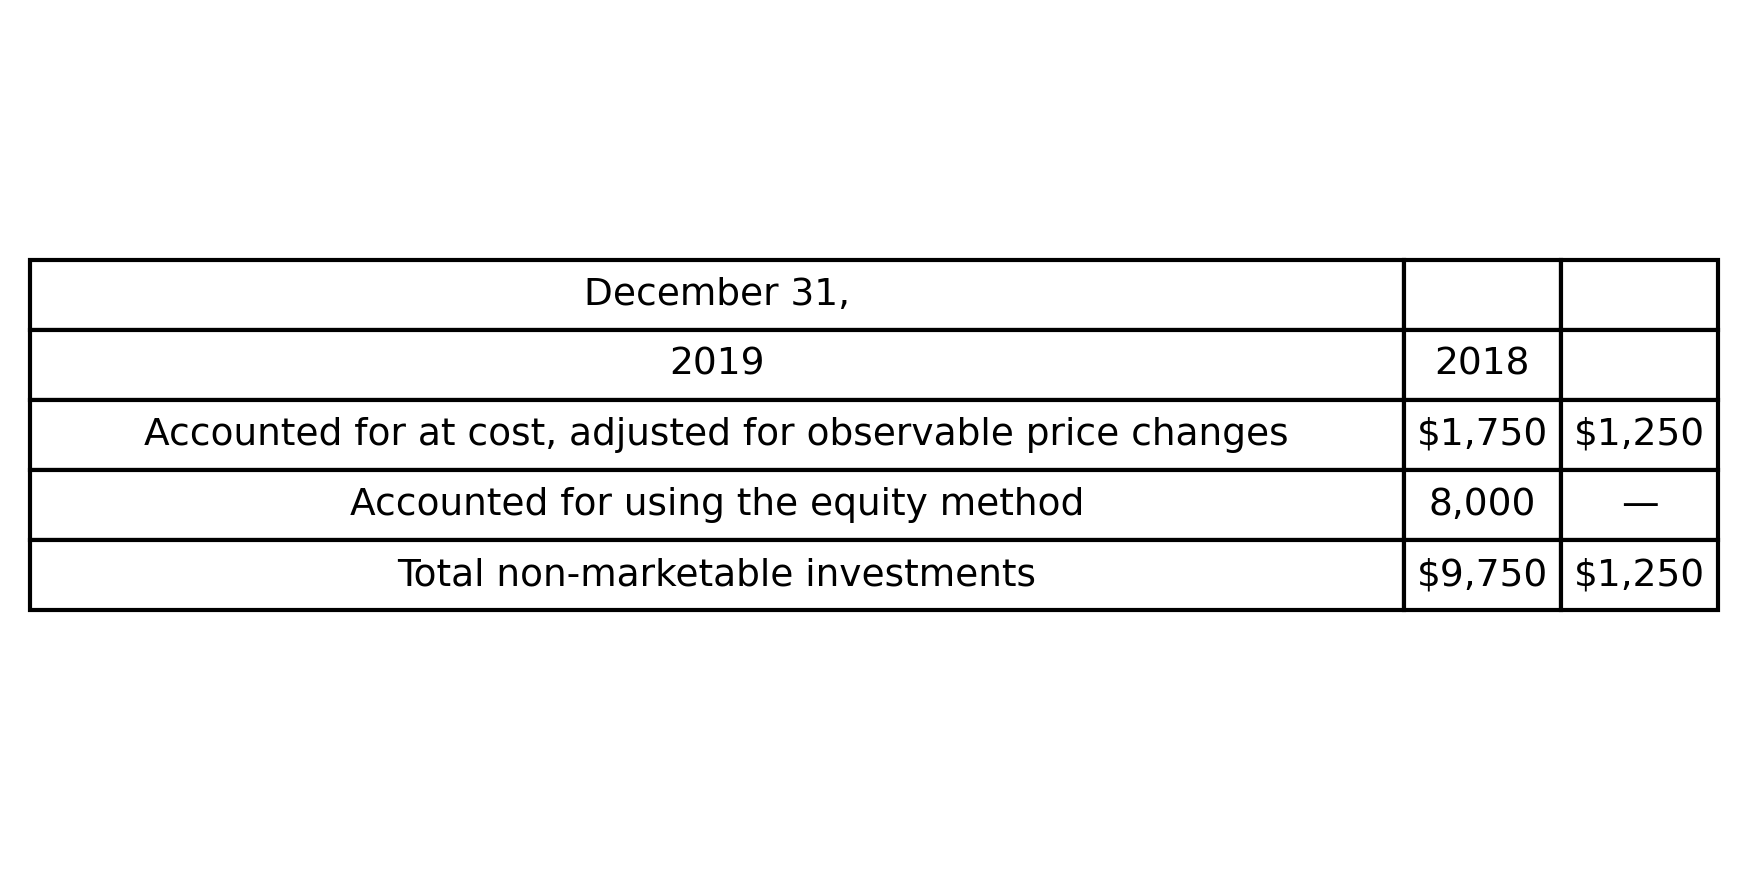 December 31,
2019 2018
Accounted for at cost, adjusted for observable price changes $1,750 $1,250
Accounted for using the equity method 8,000 —
Total non-marketable investments $9,750 $1,250